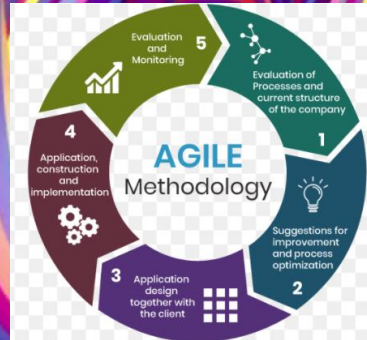 AGILE
Methodology
Evaluation of
Processes and
current structure
of the company
1
Suggestions for
improvement
and process
optimization
2
3
Application
design
together with
the client
4
Application,
construction
and
implementation
5
Evaluation
and
Monitoring